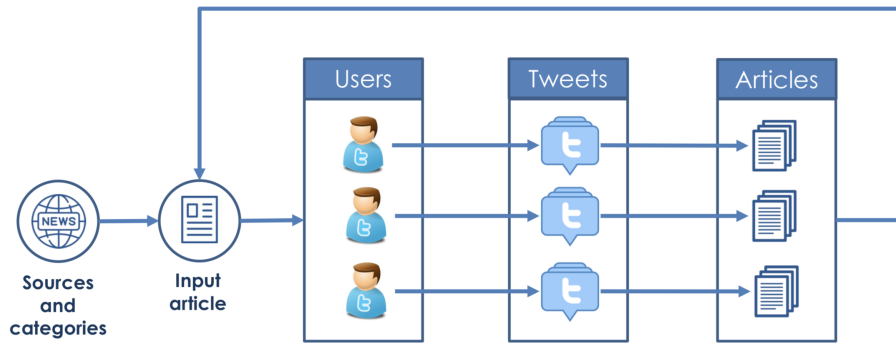 Users
Tweets
Articles
NEWS
Sources
and
categories
Input
article